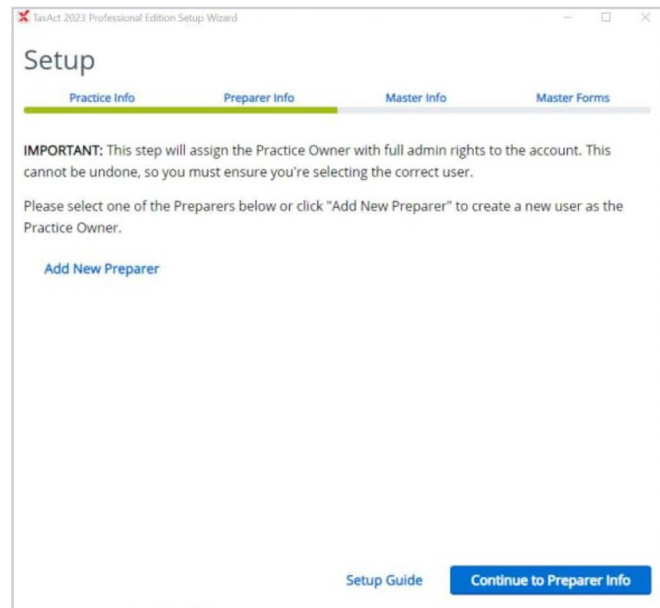 TaxAct 2023 Professional Edition Setup Wizard
Setup
Practice Info Preparer Info Master Info Master Forms
IMPORTANT: This step will assign the Practice Owner with full admin rights to the account. This
cannot be undone, so you must ensure you're selecting the correct user.
Please select one of the Preparers below or click "Add New Preparer" to create a new user as the
Practice Owner.
Add New Preparer
Setup Guide Continue to Preparer Info